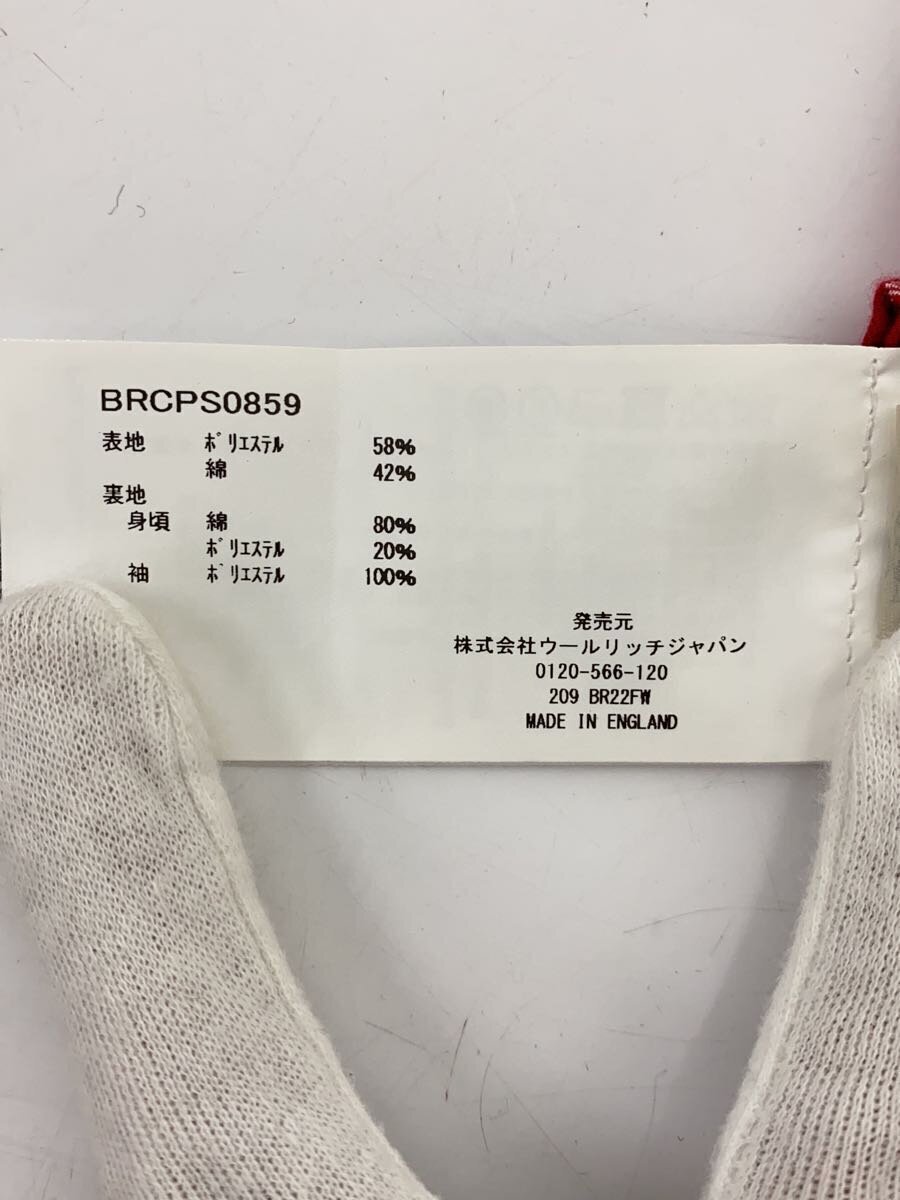 BRCPS0859
表地 ﾎﾟﾘｴｽﾃﾙ 58%
綿 42%
裏地
身頃 綿 80%
ﾎﾟﾘｴｽﾃﾙ 20%
袖 ﾎﾟﾘｴｽﾃﾙ 100%
発売元
株式会社ウールリッチジャパン
0120-566-120
209 BR22FW
MADE IN ENGLAND